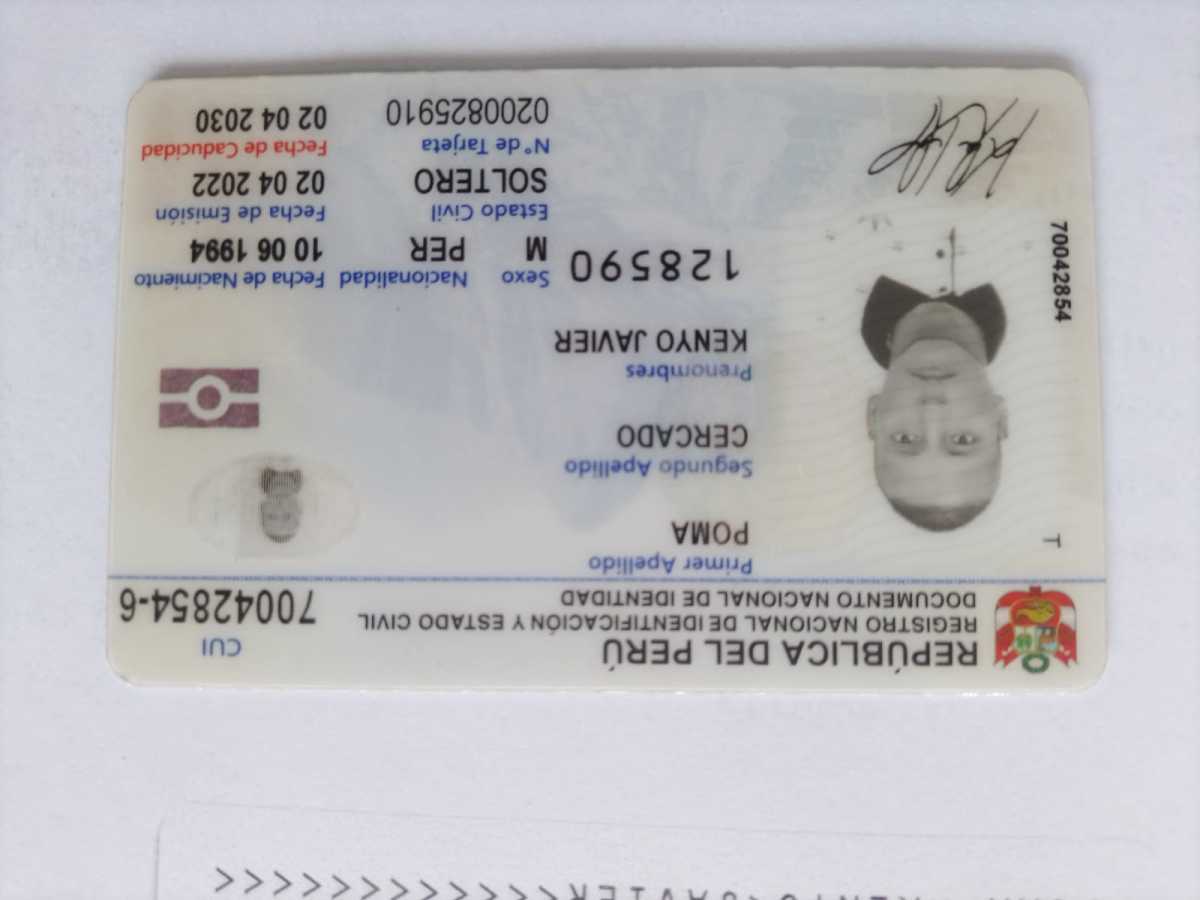 REPÚBLICA DEL PERÚ
REGISTRO NACIONAL DE IDENTIFICACIÓN Y ESTADO CIVIL
DOCUMENTO NACIONAL DE IDENTIDAD
CUI
70042854-6
T
Primer Apellido
POMA
Segundo Apellido
CERCADO
Prenombres
KENYO JAVIER
70042854
128590
Sexo Nacionalidad Fecha de Nacimiento
M PER 10 06 1994
Estado Civil Fecha de Emisión
SOLTERO 02 04 2022
N° de Tarjeta Fecha de Caducidad
0200825910 02 04 2030
KENYO<JAVIER<<<<<<<<<<<<<